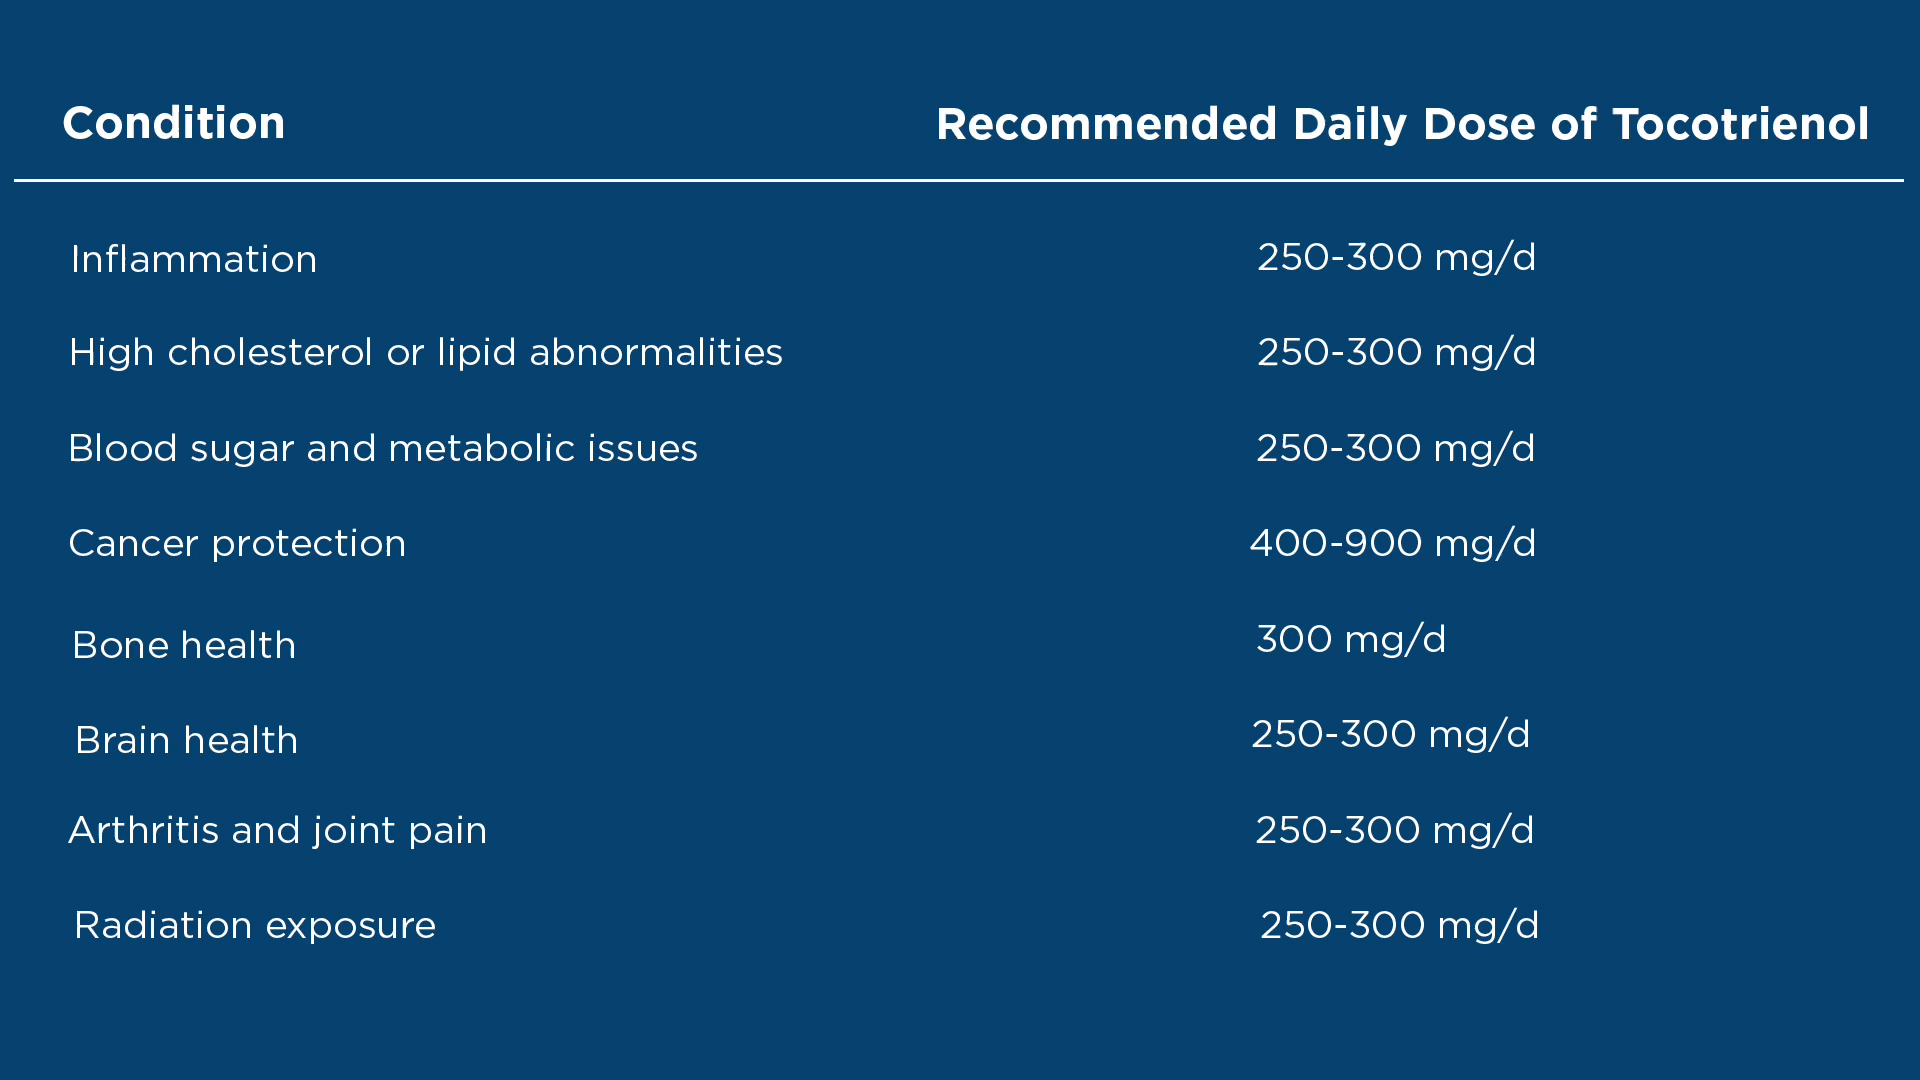 Condition Recommended Daily Dose of Tocotrienol
Inflammation 250-300 mg/d
High cholesterol or lipid abnormalities 250-300 mg/d
Blood sugar and metabolic issues 250-300 mg/d
Cancer protection 400-900 mg/d
Bone health 300 mg/d
Brain health 250-300 mg/d
Arthritis and joint pain 250-300 mg/d
Radiation exposure 250-300 mg/d